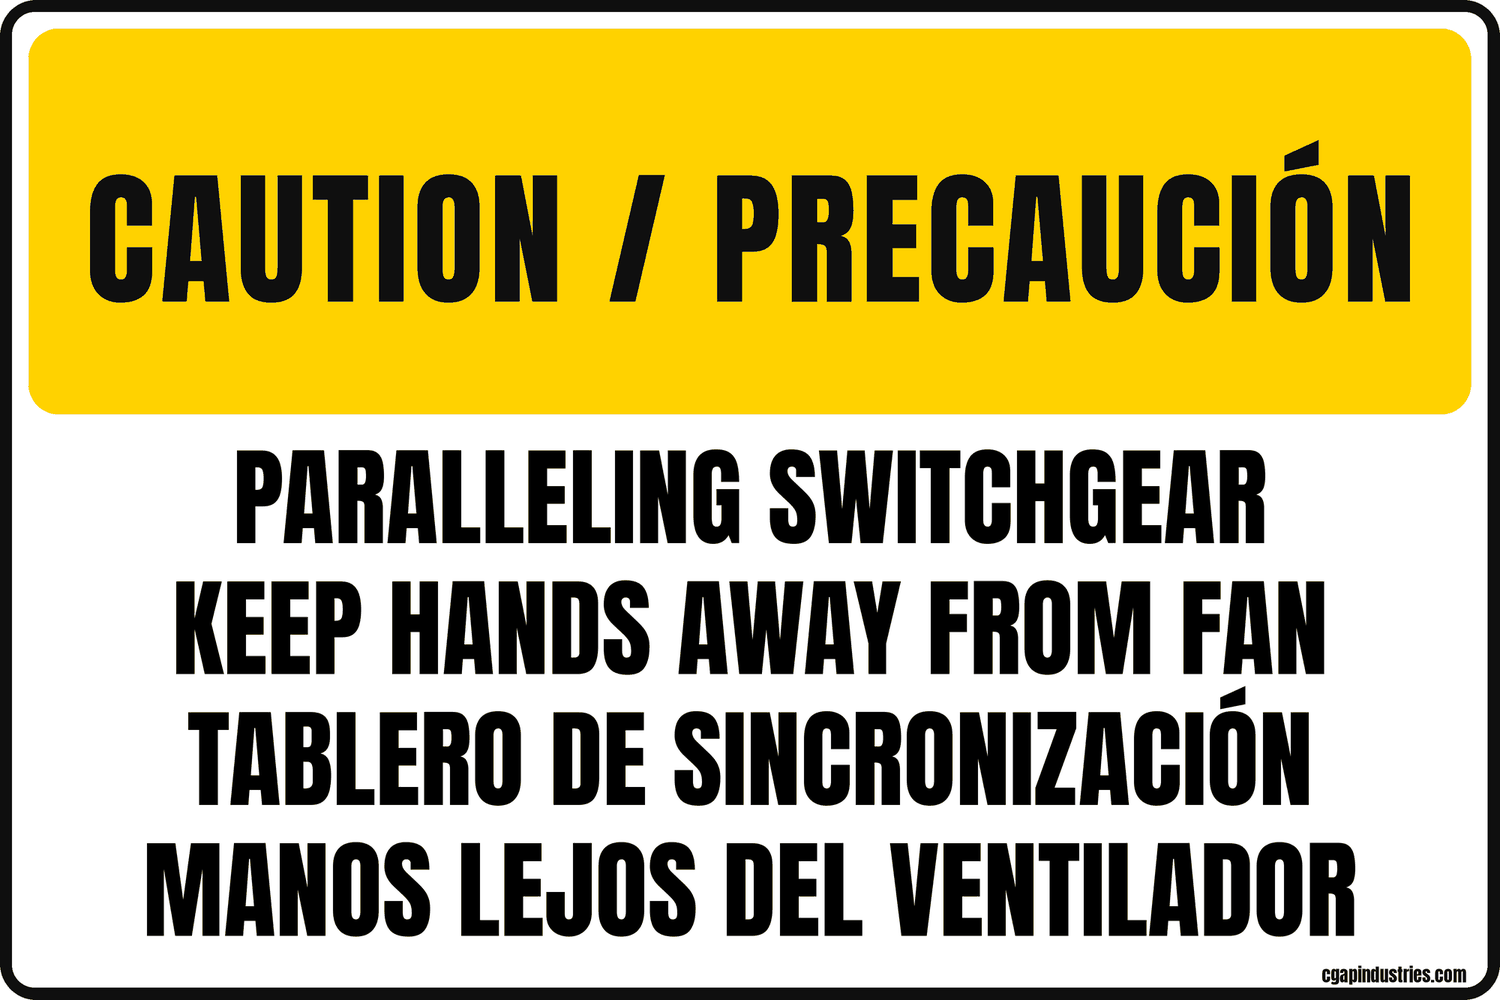 CAUTION / PRECAUCIÓN
PARALLELING SWITCHGEAR
KEEP HANDS AWAY FROM FAN
TABLERO DE SINCRONIZACIÓN
MANOS LEJOS DEL VENTILADOR
cgapindustries.com